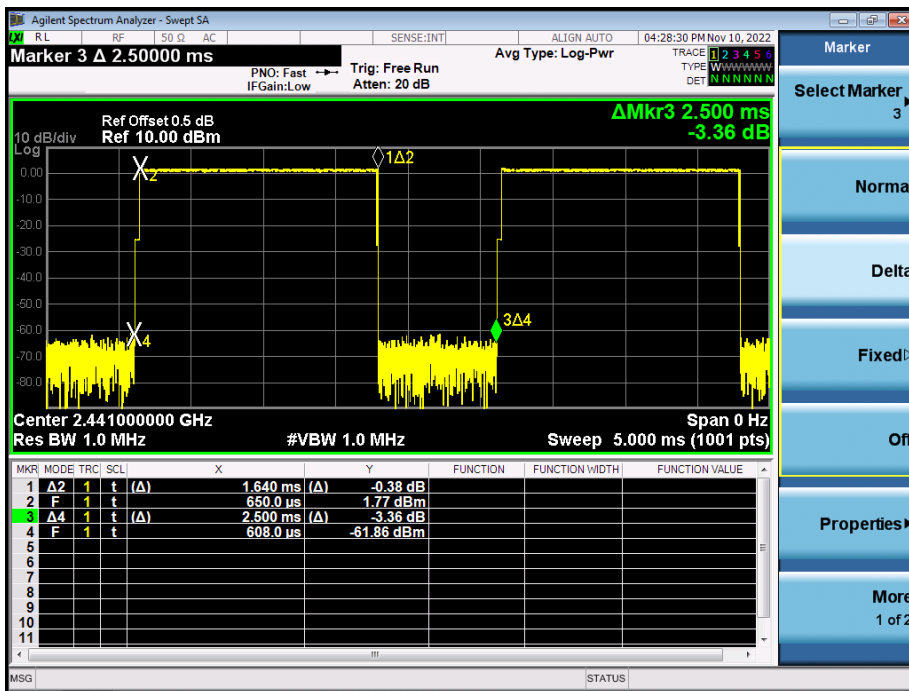 Agilent Spectrum Analyzer - Swept SA
LXI RL RF 50 Ω AC SENSE:INT ALIGN AUTO 04:28:30 PM Nov 10, 2022
Marker 3 Δ 2.50000 ms
PNO: Fast
IFGain:Low
Trig: Free Run
Atten: 20 dB
Avg Type: Log-Pwr
TRACE 1 2 3 4 5 6
TYPE WWWWWW
DET N N N N N N
ΔMkr3 2.500 ms
-3.36 dB
Ref Offset 0.5 dB
10 dB/div Ref 10.00 dBm
Log
0.00
-10.0
-20.0
-30.0
-40.0
-50.0
-60.0
-70.0
-80.0
1Δ2
2
3Δ4
4
Center 2.441000000 GHz Span 0 Hz
Res BW 1.0 MHz #VBW 1.0 MHz Sweep 5.000 ms (1001 pts)
MKR MODE TRC SCL X Y FUNCTION FUNCTION WIDTH FUNCTION VALUE
1 Δ2 1 t (Δ) 1.640 ms (Δ) -0.38 dB
2 F 1 t 650.0 µs 1.77 dBm
3 Δ4 1 t (Δ) 2.500 ms (Δ) -3.36 dB
4 F 1 t 608.0 µs -61.86 dBm
5
6
7
8
9
10
11
MSG STATUS
Marker
Select Marker
3
Norma
Delta
Fixed
Off
Properties
More
1 of 2